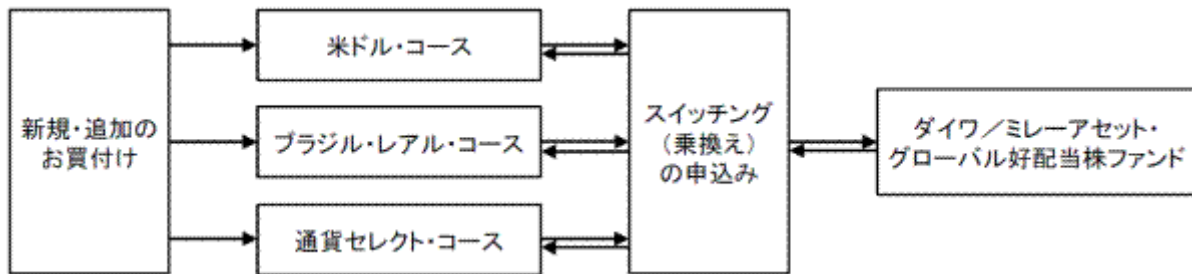 新規・追加の
お買付け
米ドル・コース
ブラジル・レアル・コース
通貨セレクト・コース
スイッチング
（乗換え）
の申込み
ダイワ／ミレーアセット・
グローバル好配当株ファンド